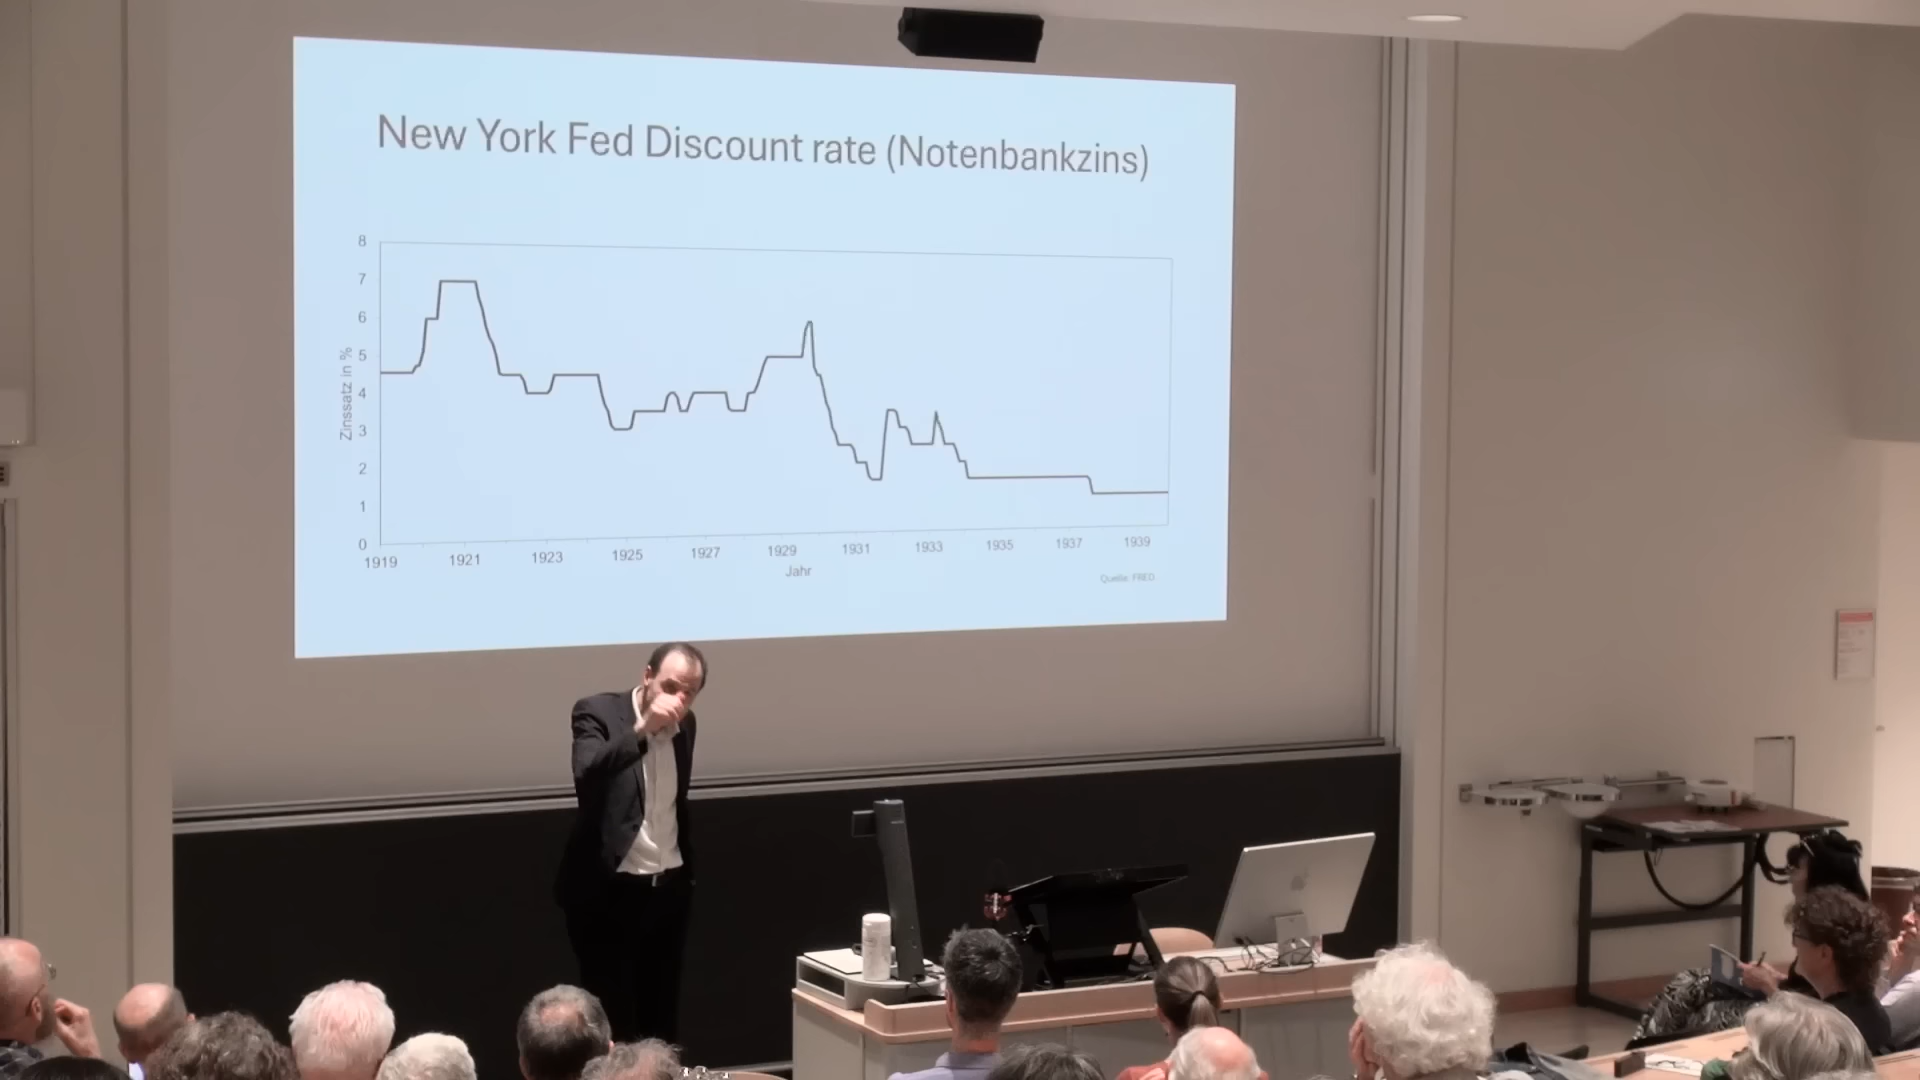 New York Fed Discount rate (Notenbankzins)
8
7
6
5
4
3
2
1
0
Zinssatz in %
1919 1921 1923 1925 1927 1929 1931 1933 1935 1937 1939
Jahr
Quelle: FRED